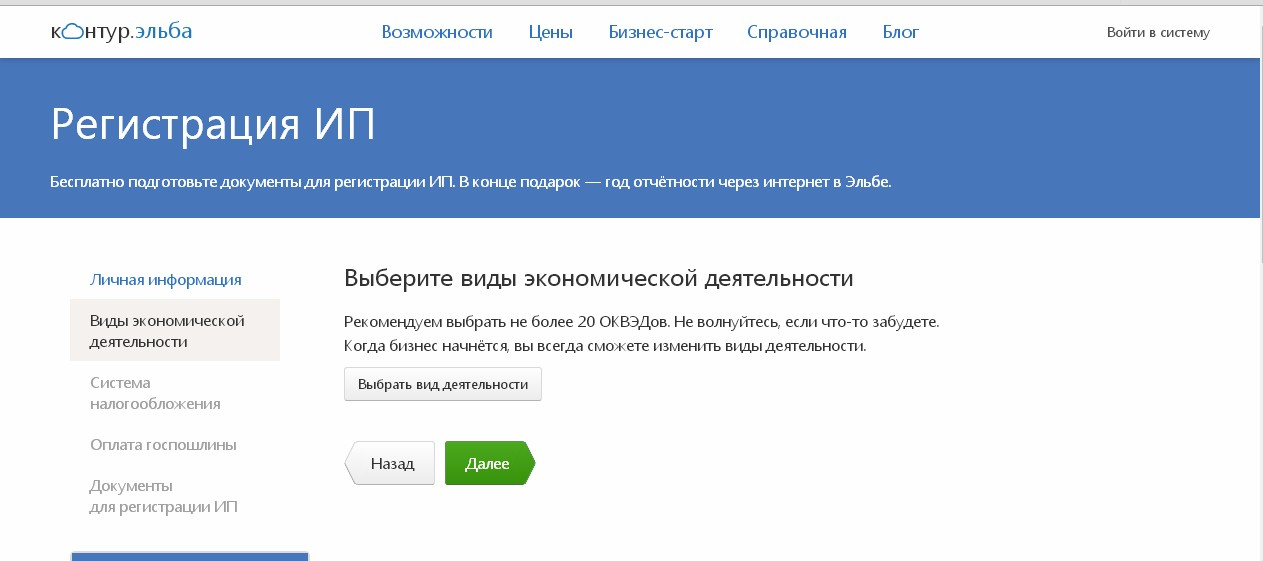 контур.эльба
Возможности Цены Бизнес-старт Справочная Блог Войти в систему
Регистрация ИП
Бесплатно подготовьте документы для регистрации ИП. В конце подарок — год отчётности через интернет в Эльбе.
Личная информация
Виды экономической
деятельности
Система
налогообложения
Оплата госпошлины
Документы
для регистрации ИП
Выберите виды экономической деятельности
Рекомендуем выбрать не более 20 ОКВЭДов. Не волнуйтесь, если что-то забудете.
Когда бизнес начнётся, вы всегда сможете изменить виды деятельности.
Выбрать вид деятельности
Назад Далее